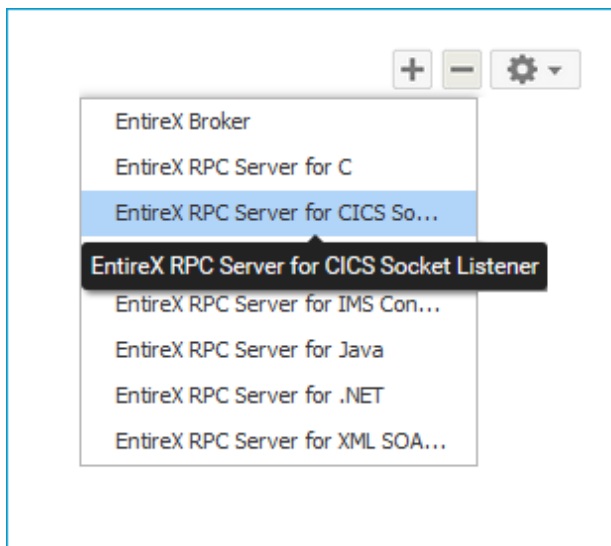 EntireX Broker
EntireX RPC Server for C
EntireX RPC Server for CICS So...
EntireX RPC Server for CICS Socket Listener
EntireX RPC Server for IMS Con...
EntireX RPC Server for Java
EntireX RPC Server for .NET
EntireX RPC Server for XML SOA...